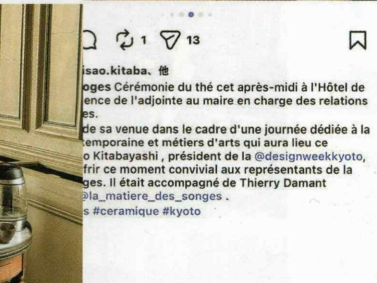 1 13
isao.kitaba、他
oges Cérémonie du thé cet après-midi à l'Hôtel de
ence de l'adjointe au maire en charge des relations
es.
de sa venue dans le cadre d'une journée dédiée à la
temporaine et métiers d'arts qui aura lieu ce
o Kitabayashi , président de la @designweekkyoto,
frir ce moment convivial aux représentants de la
ges. Il était accompagné de Thierry Damant
@la_matiere_des_songes .
s #ceramique #kyoto